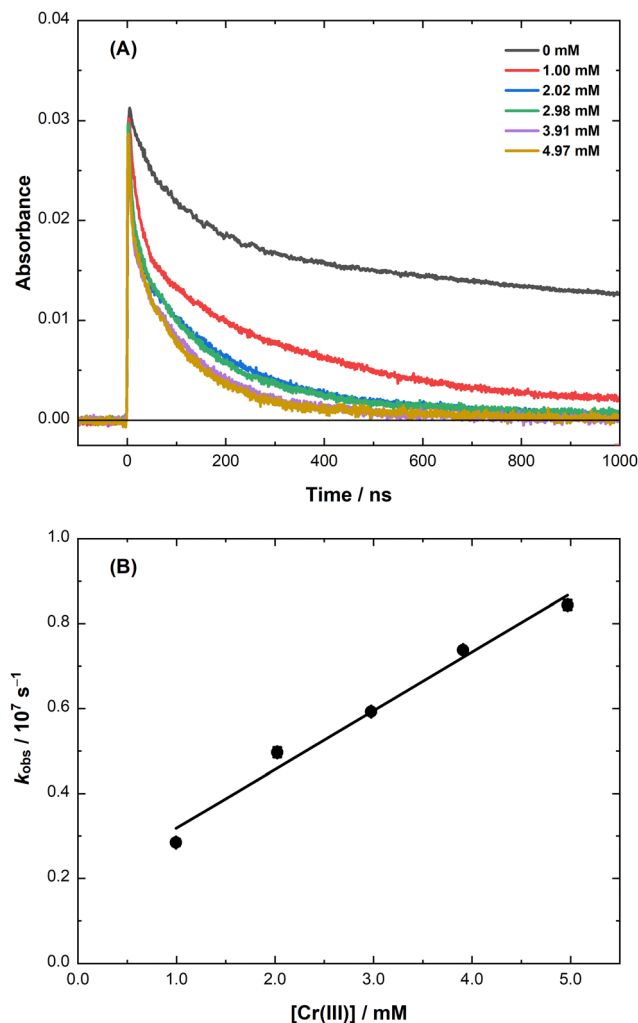 (A)
0.04
0.03
0.02
0.01
0.00
Absorbance
0 mM
1.00 mM
2.02 mM
2.98 mM
3.91 mM
4.97 mM
0 200 400 600 800 1000
Time / ns
(B)
1.0
0.8
0.6
0.4
0.2
0.0
kobs / 10⁷ s⁻¹
0.0 1.0 2.0 3.0 4.0 5.0
[Cr(III)] / mM